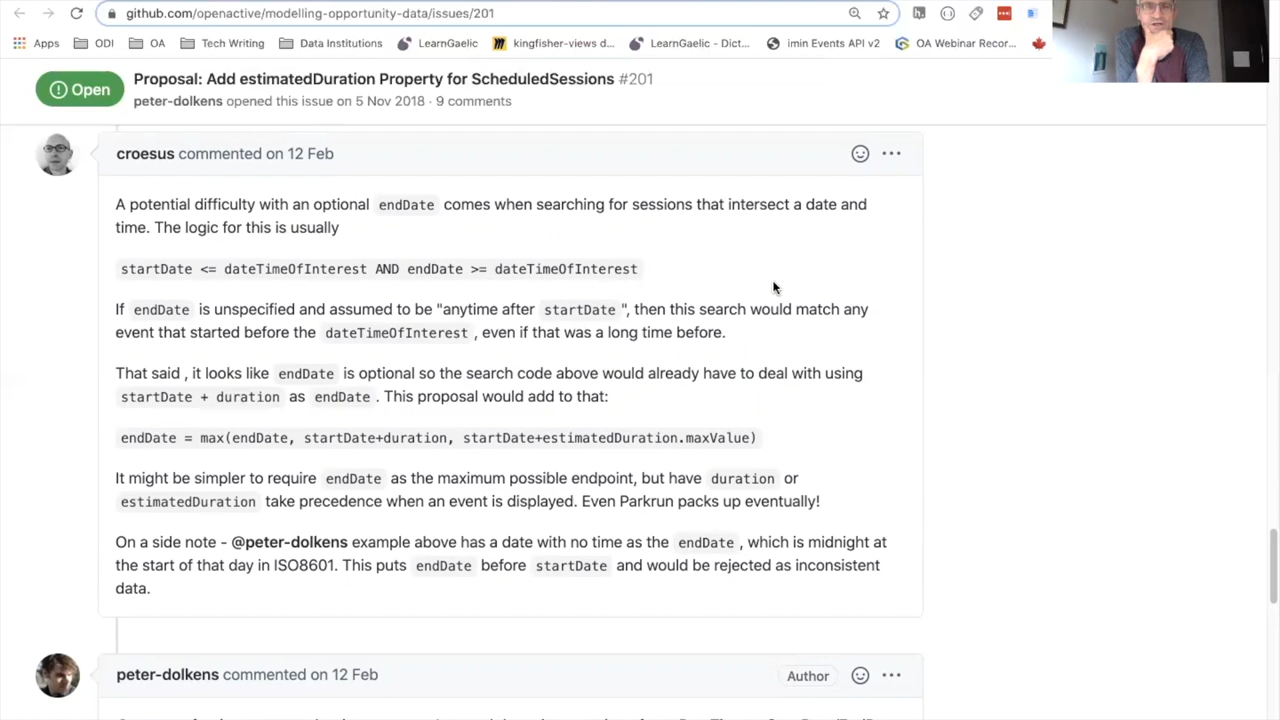 github.com/openactive/modelling-opportunity-data/issues/201
Apps ODI OA Tech Writing Data Institutions LearnGaelic kingfisher-views d... LearnGaelic - Dict... imin Events API v2 OA Webinar Recor...
Proposal: Add estimatedDuration Property for ScheduledSessions #201
Open
peter-dolkens opened this issue on 5 Nov 2018 · 9 comments
croesus commented on 12 Feb
A potential difficulty with an optional endDate comes when searching for sessions that intersect a date and
time. The logic for this is usually
startDate <= dateTimeOfInterest AND endDate >= dateTimeOfInterest
If endDate is unspecified and assumed to be "anytime after startDate ", then this search would match any
event that started before the dateTimeOfInterest , even if that was a long time before.
That said , it looks like endDate is optional so the search code above would already have to deal with using
startDate + duration as endDate . This proposal would add to that:
endDate = max(endDate, startDate+duration, startDate+estimatedDuration.maxValue)
It might be simpler to require endDate as the maximum possible endpoint, but have duration or
estimatedDuration take precedence when an event is displayed. Even Parkrun packs up eventually!
On a side note - @peter-dolkens example above has a date with no time as the endDate , which is midnight at
the start of that day in ISO8601. This puts endDate before startDate and would be rejected as inconsistent
data.
peter-dolkens commented on 12 Feb
Author